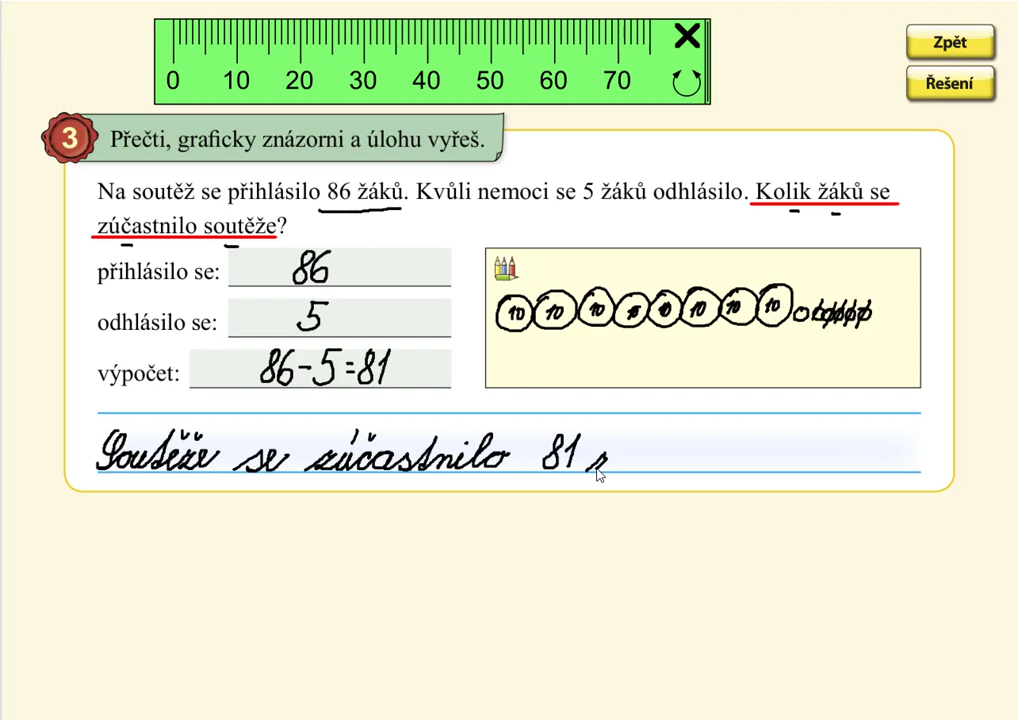 0 10 20 30 40 50 60 70
Zpět
Řešení
3 Přečti, graficky znázorni a úlohu vyřeš.
Na soutěž se přihlásilo 86 žáků. Kvůli nemoci se 5 žáků odhlásilo. Kolik žáků se
zúčastnilo soutěže?
přihlásilo se: 86
odhlásilo se: 5
výpočet: 86-5=81
10 10 10 10 10 10 10 10
Soutěže se zúčastnilo 81